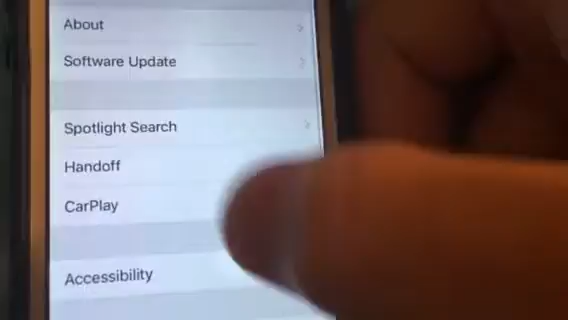 About
Software Update
Spotlight Search
Handoff
CarPlay
Accessibility